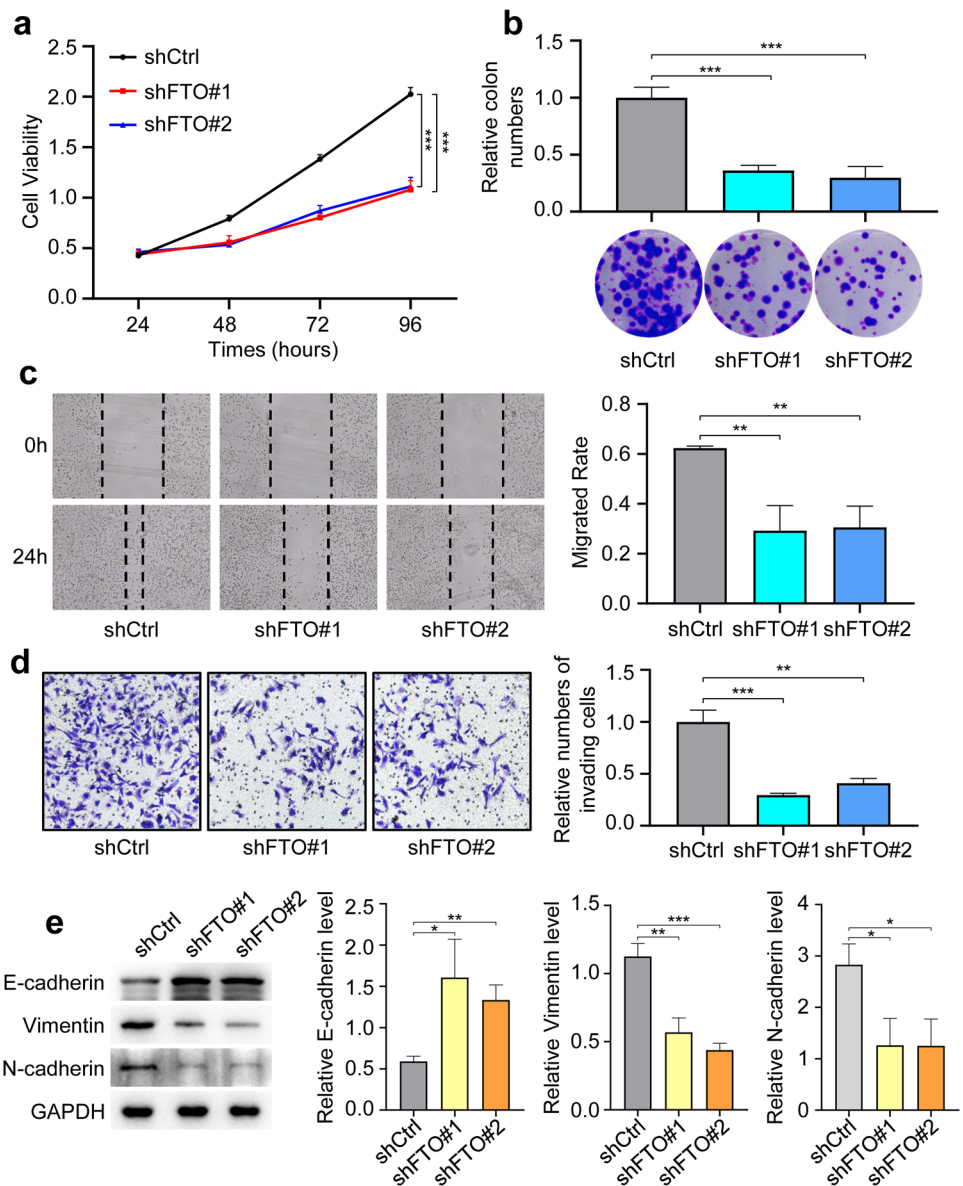 a
shCtrl
shFTO#1
shFTO#2
Cell Viability
2.5
2.0
1.5
1.0
0.5
0.0
24 48 72 96
Times (hours)
***
***
b
Relative colon
numbers
1.5
1.0
0.5
0.0
***
***
shCtrl shFTO#1 shFTO#2
c
0h
24h
shCtrl shFTO#1 shFTO#2
Migrated Rate
0.8
0.6
0.4
0.2
0.0
**
**
shCtrl shFTO#1 shFTO#2
d
shCtrl shFTO#1 shFTO#2
Relative numbers of
invading cells
1.5
1.0
0.5
0.0
**
***
shCtrl shFTO#1 shFTO#2
e
shCtrl shFTO#1 shFTO#2
E-cadherin
Vimentin
N-cadherin
GAPDH
Relative E-cadherin level
2.5
2.0
1.5
1.0
0.5
0.0
**
*
shCtrl shFTO#1 shFTO#2
Relative Vimentin level
1.5
1.0
0.5
0.0
***
**
shCtrl shFTO#1 shFTO#2
Relative N-cadherin level
4
3
2
1
0
*
*
shCtrl shFTO#1 shFTO#2